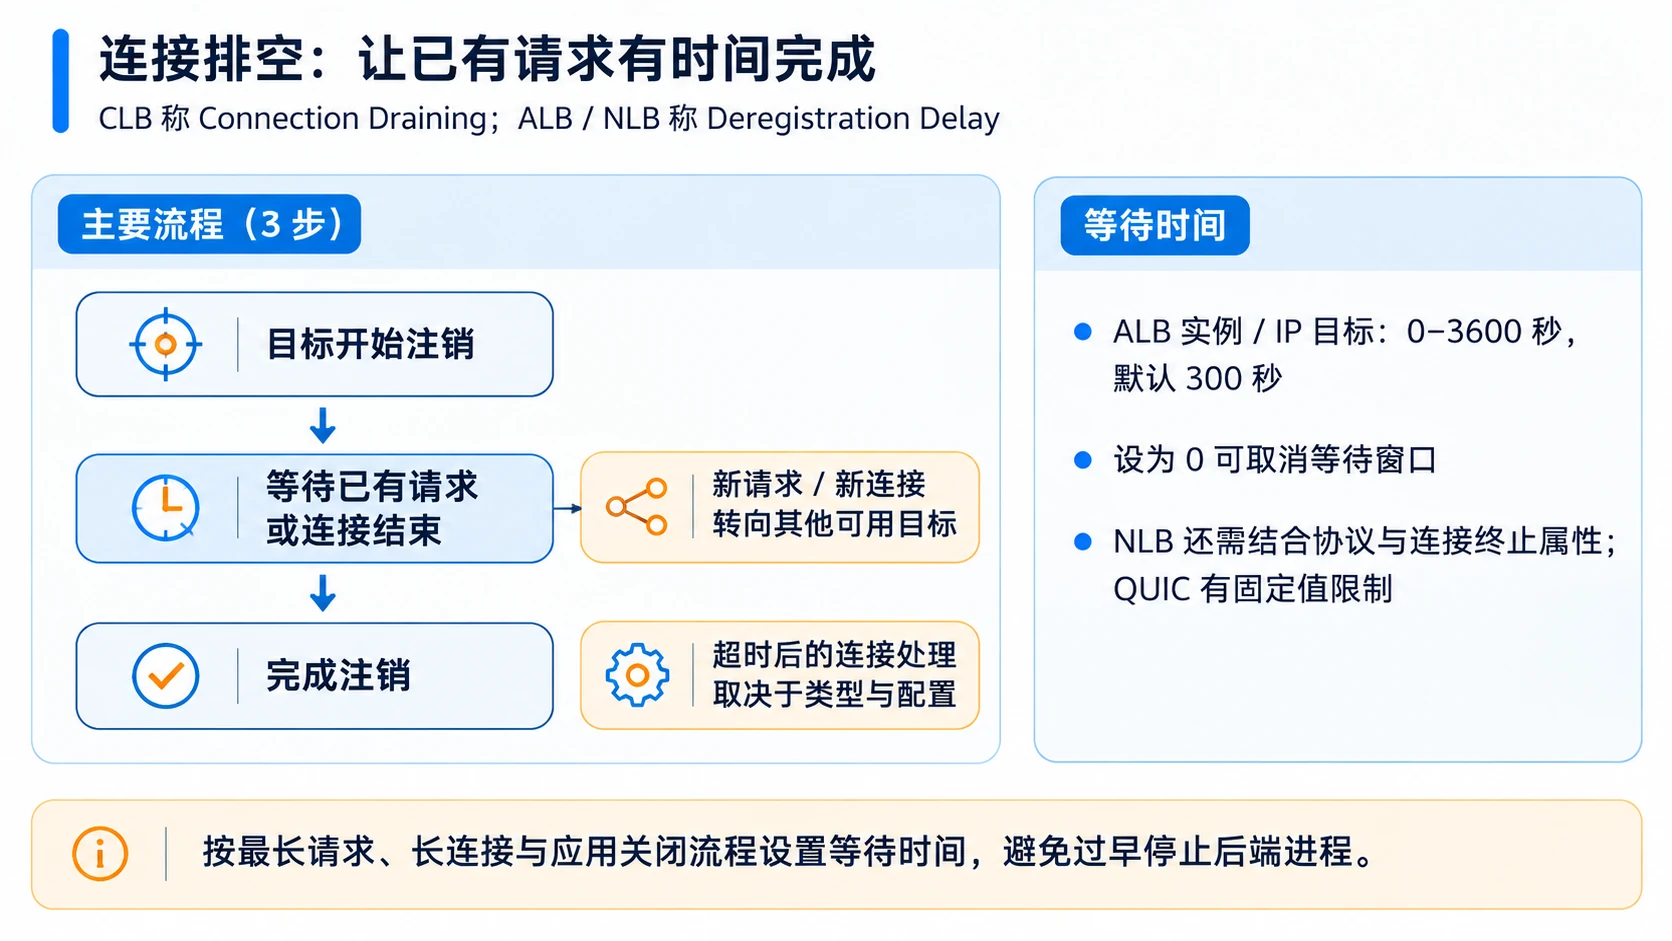 连接排空：让已有请求有时间完成
CLB 称 Connection Draining；ALB / NLB 称 Deregistration Delay
主要流程（3 步）
目标开始注销
等待已有请求
或连接结束
新请求 / 新连接
转向其他可用目标
完成注销
超时后的连接处理
取决于类型与配置
等待时间
ALB 实例 / IP 目标：0–3600 秒，
默认 300 秒
设为 0 可取消等待窗口
NLB 还需结合协议与连接终止属性；
QUIC 有固定值限制
按最长请求、长连接与应用关闭流程设置等待时间，避免过早停止后端进程。